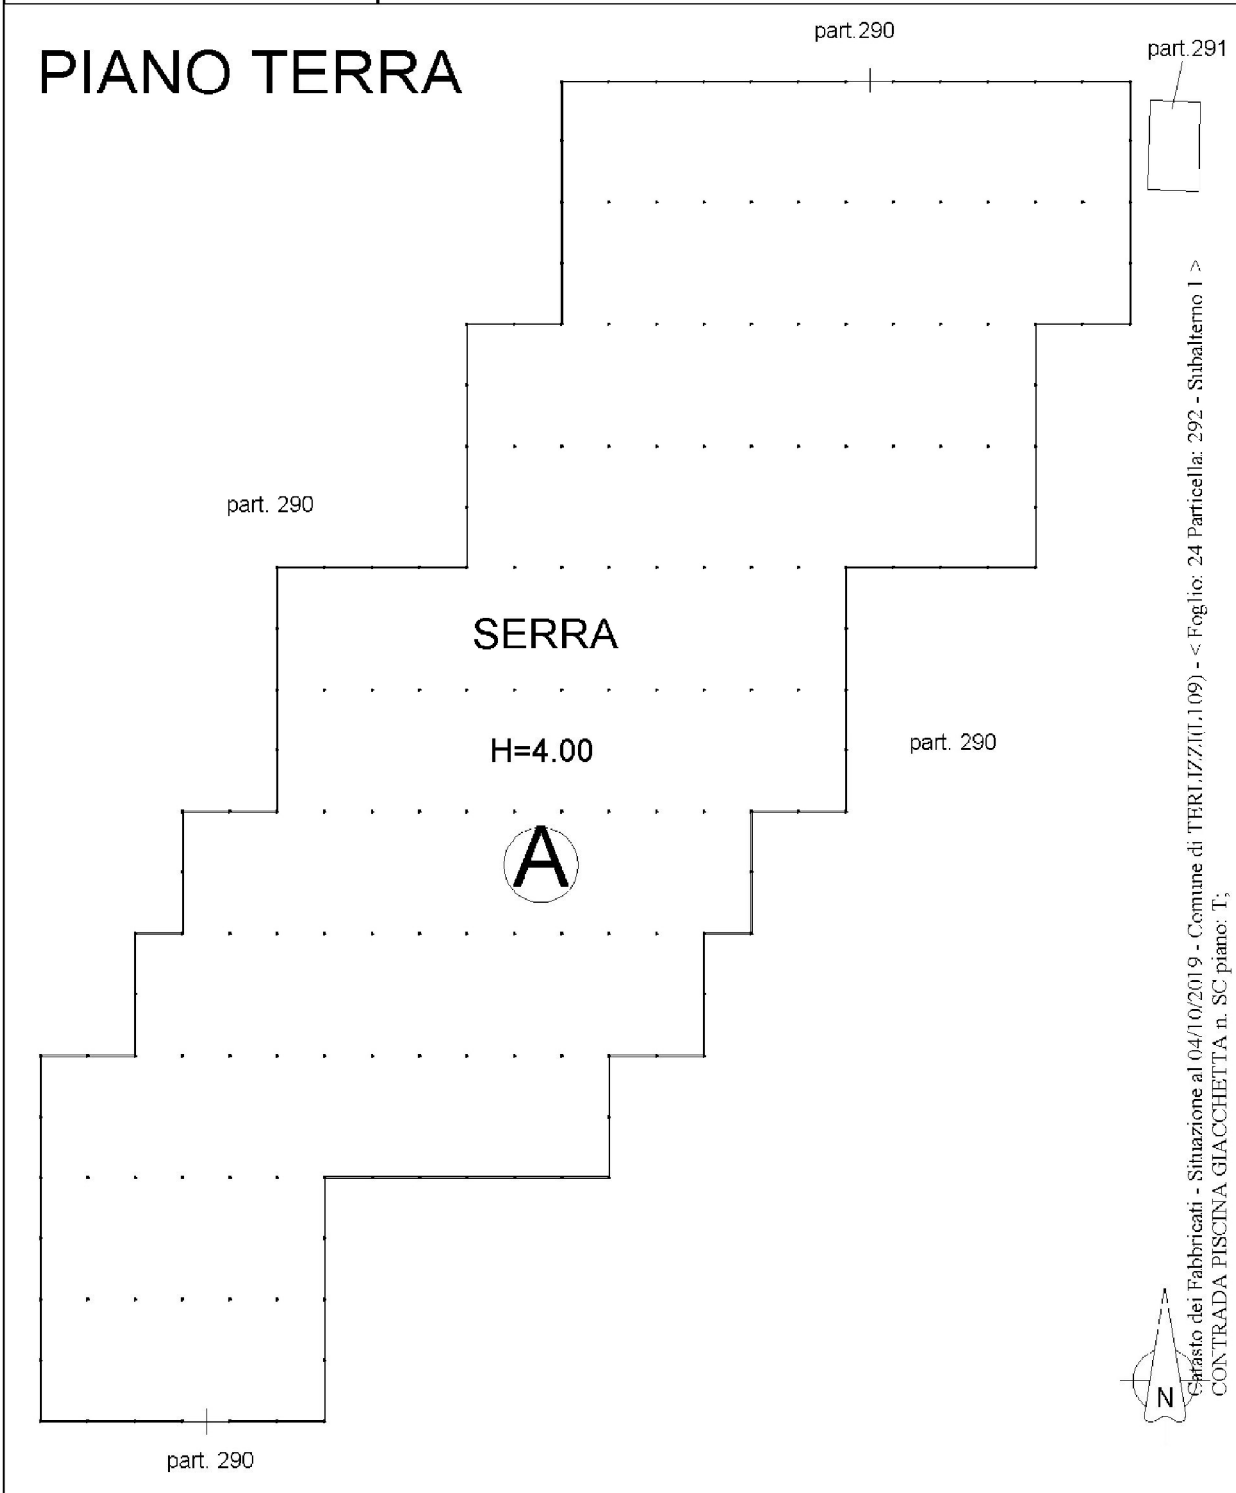 part.290
PIANO TERRA
part.291
part. 290
SERRA
H=4.00
part. 290
A
part. 290
N
Catasto dei Fabbricati - Situazione al 04/10/2019 - Comune di TERLIZZI(L109) - < Foglio: 24 Particella: 292 - Subalterno 1 >
CONTRADA PISCINA GIACCHETTA n. SC piano: T;